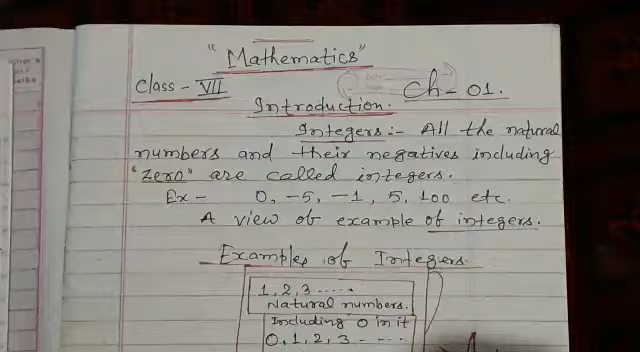 "Mathematics"
Class - VII
Ch - 01.
Introduction.
Integers :- All the natural
numbers and their negatives including
"Zero" are called integers.
Ex - 0, -5, -1, 5, 100 etc.
A view of example of integers.
Examples of Integers.
1, 2, 3 .....
Natural numbers.
Including 0 in it
0, 1, 2, 3 - ....